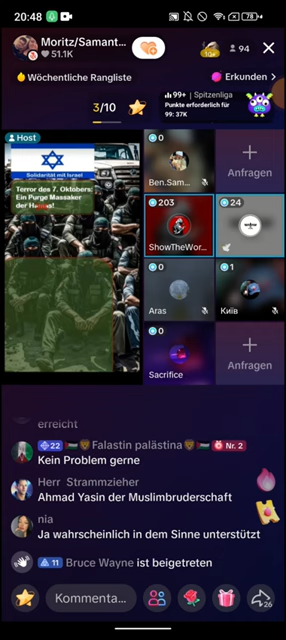 20:48
78
Moritz/Samant...
51.1K
94
Wöchentliche Rangliste
Erkunden >
3/10
99+ | Spitzenliga
Punkte erforderlich für
99: 37K
Host
Solidarität mit Israel
Terror des 7. Oktobers:
Ein Purge Massaker
der Hamas!
0
Ben.Sam...
Anfragen
203
ShowTheWor...
24
0
Aras
1
Київ
0
Sacrifice
Anfragen
erreicht
22 Falastin palästina Nr. 2
Kein Problem gerne
Herr Strammzieher
Ahmad Yasin der Muslimbruderschaft
nia
Ja wahrscheinlich in dem Sinne unterstützt
11 Bruce Wayne ist beigetreten
Kommenta...
26